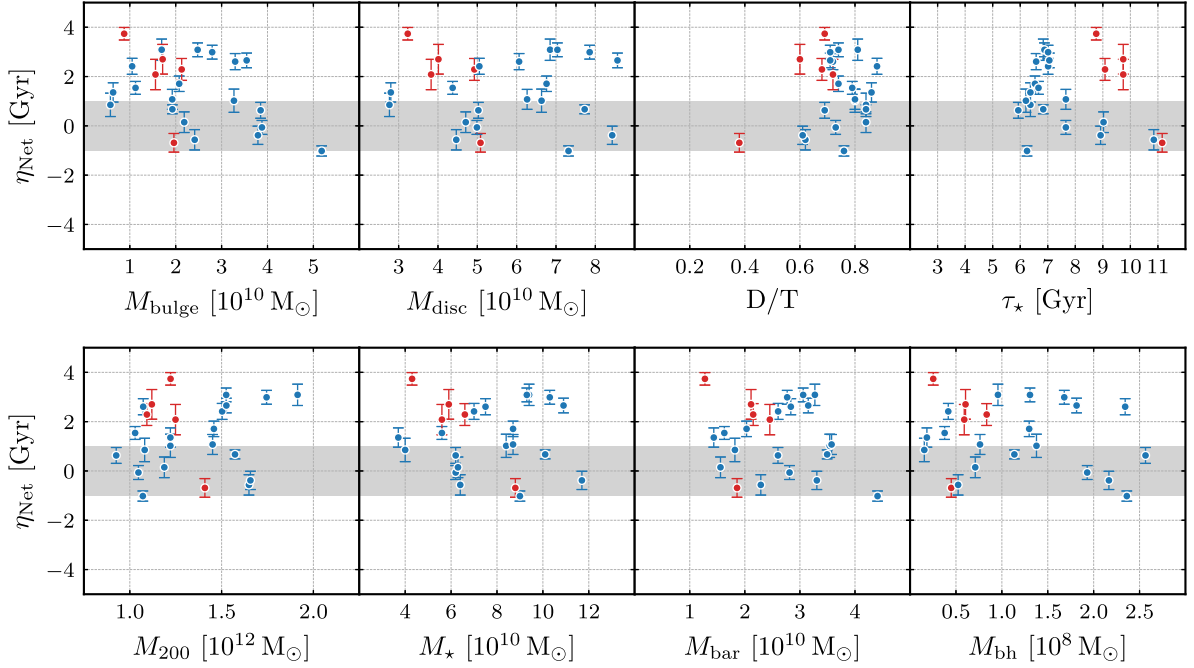 4
2
0
−2
−4
η_Net [Gyr]
1 2 3 4 5
M_bulge [10^10 M_⊙]
3 4 5 6 7 8
M_disc [10^10 M_⊙]
0.2 0.4 0.6 0.8
D/T
3 4 5 6 7 8 9 10 11
τ_⋆ [Gyr]
4
2
0
−2
−4
η_Net [Gyr]
1.0 1.5 2.0
M_200 [10^12 M_⊙]
4 6 8 10 12
M_⋆ [10^10 M_⊙]
1 2 3 4
M_bar [10^10 M_⊙]
0.5 1.0 1.5 2.0 2.5
M_bh [10^8 M_⊙]